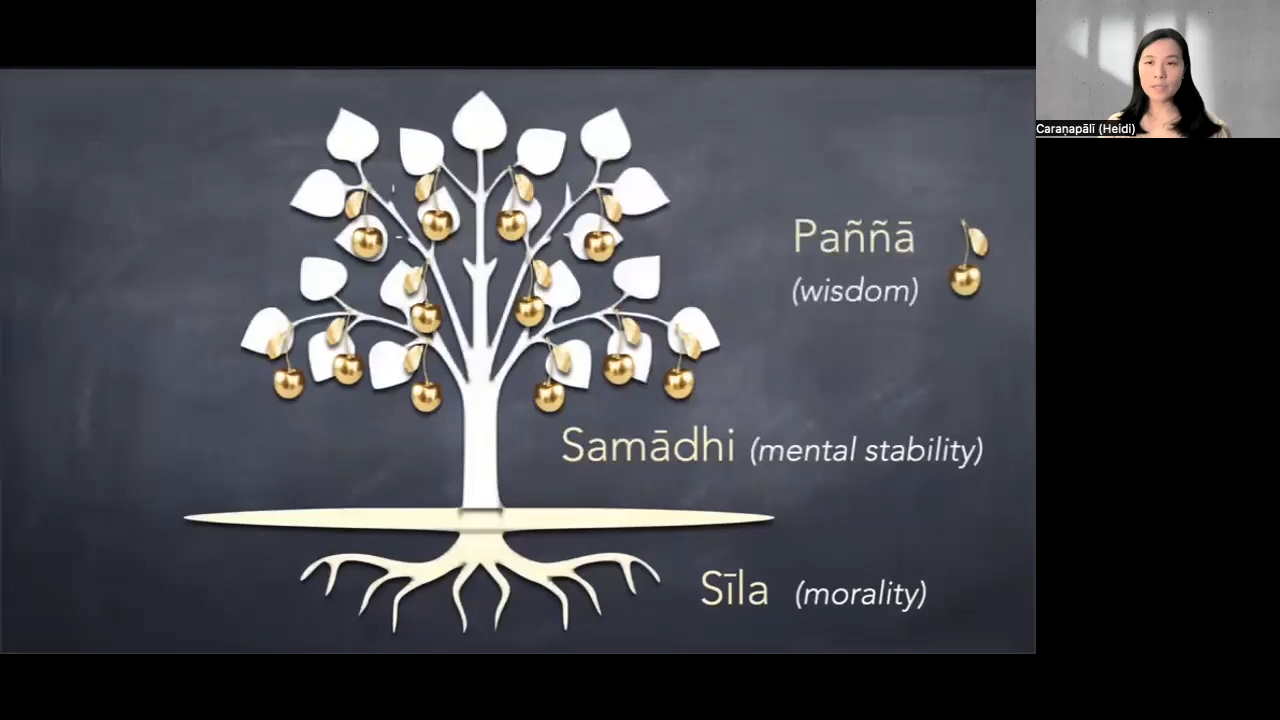 Caraṇapālī (Heidi)
Paññā
(wisdom)
Samādhi (mental stability)
Sīla (morality)